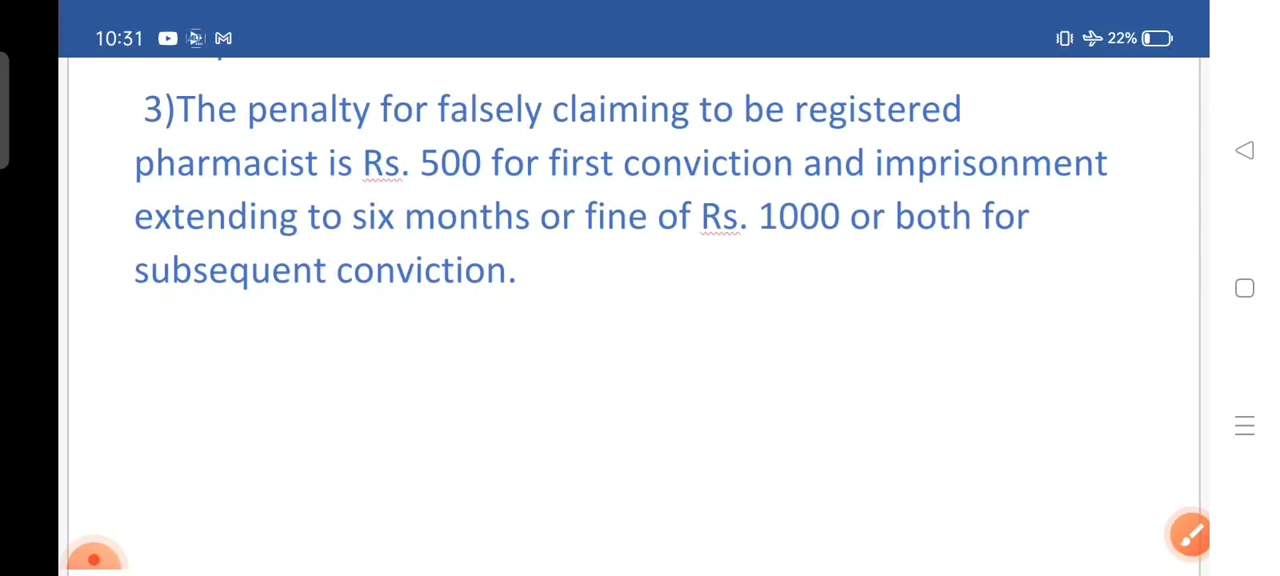 10:31 22%
3)The penalty for falsely claiming to be registered
pharmacist is Rs. 500 for first conviction and imprisonment
extending to six months or fine of Rs. 1000 or both for
subsequent conviction.